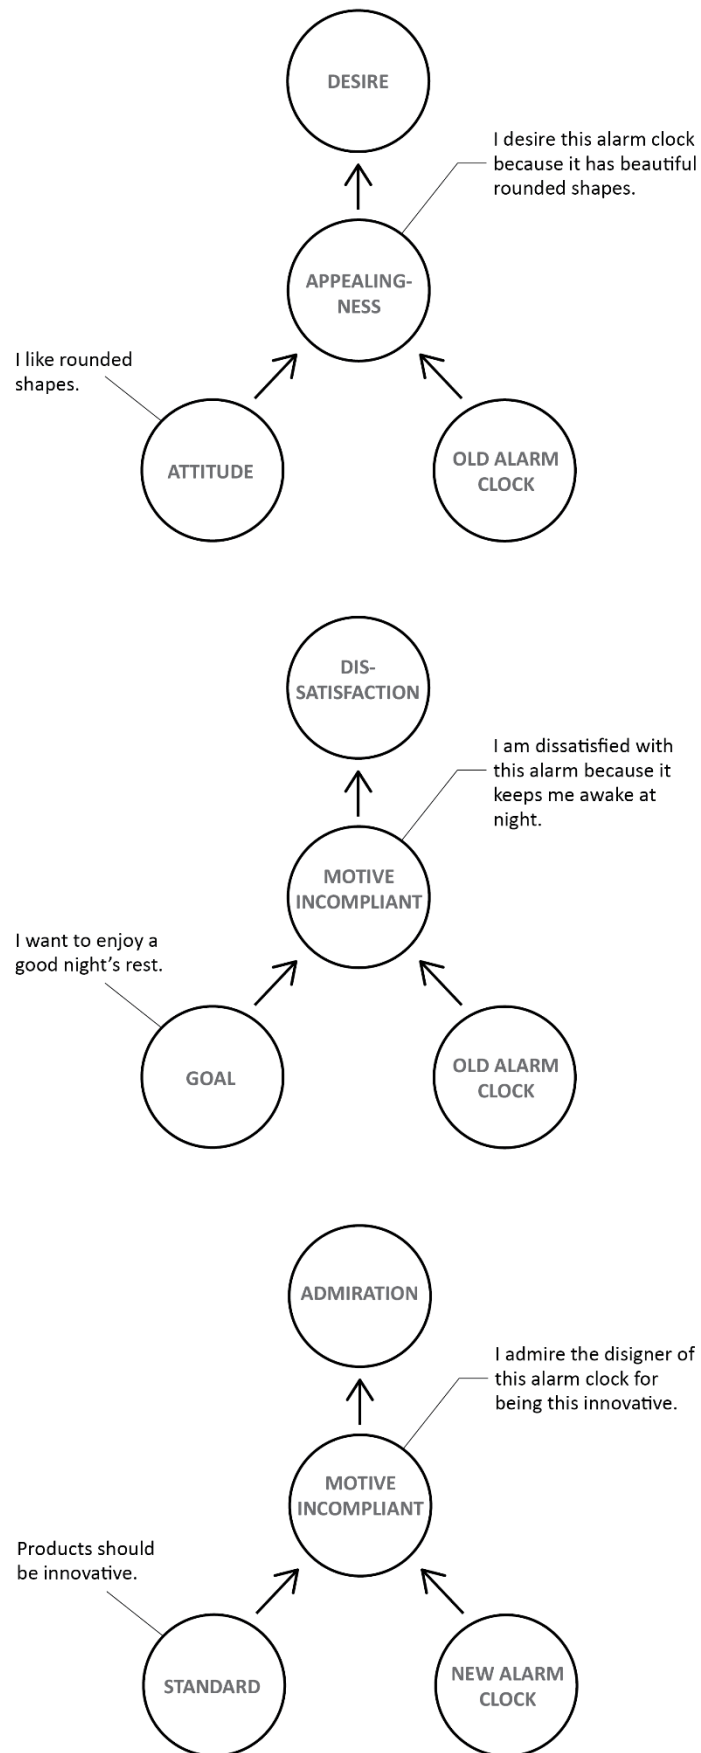 DESIRE
I desire this alarm clock
because it has beautiful
rounded shapes.
APPEALING-
NESS
I like rounded
shapes.
ATTITUDE
OLD ALARM
CLOCK
DIS-
SATISFACTION
I am dissatisfied with
this alarm because it
keeps me awake at
night.
MOTIVE
INCOMPLIANT
I want to enjoy a
good night’s rest.
GOAL
OLD ALARM
CLOCK
ADMIRATION
I admire the disigner of
this alarm clock for
being this innovative.
MOTIVE
INCOMPLIANT
Products should
be innovative.
STANDARD
NEW ALARM
CLOCK